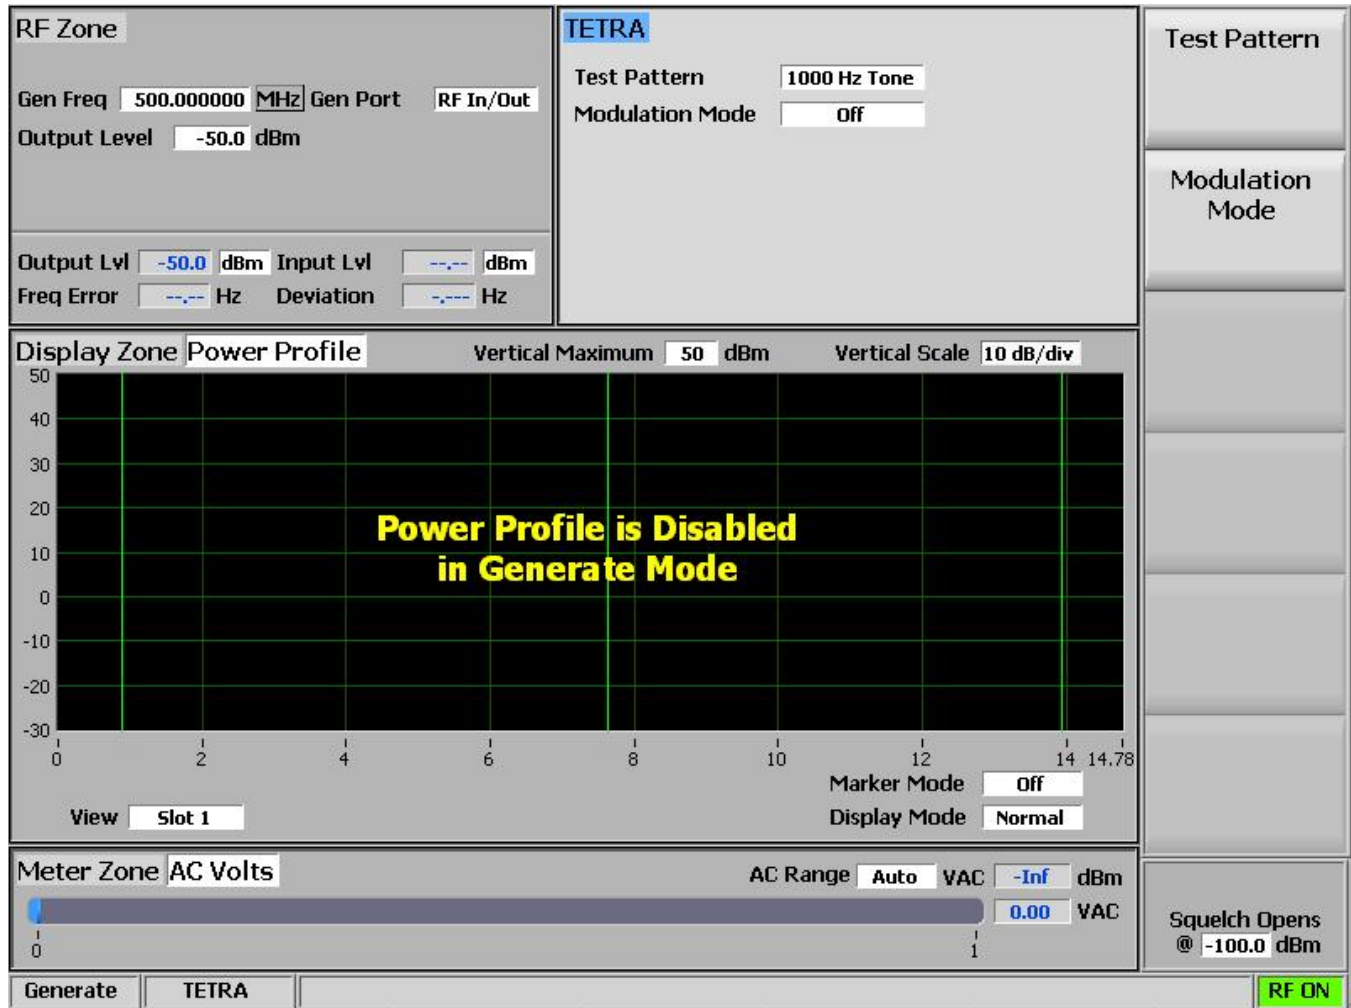 RF Zone
Gen Freq 500.000000 MHz Gen Port RF In/Out
Output Level -50.0 dBm
Output Lvl -50.0 dBm Input Lvl --.-- dBm
Freq Error --.-- Hz Deviation -.--- Hz
TETRA
Test Pattern 1000 Hz Tone
Modulation Mode Off
Test Pattern
Modulation
Mode
Display Zone Power Profile Vertical Maximum 50 dBm Vertical Scale 10 dB/div
50
40
30
20
10
0
-10
-20
-30
Power Profile is Disabled
in Generate Mode
0 2 4 6 8 10 12 14 14.78
Marker Mode Off
View Slot 1 Display Mode Normal
Meter Zone AC Volts AC Range Auto VAC -Inf dBm
0.00 VAC
0 1
Squelch Opens
@ -100.0 dBm
Generate TETRA RF ON